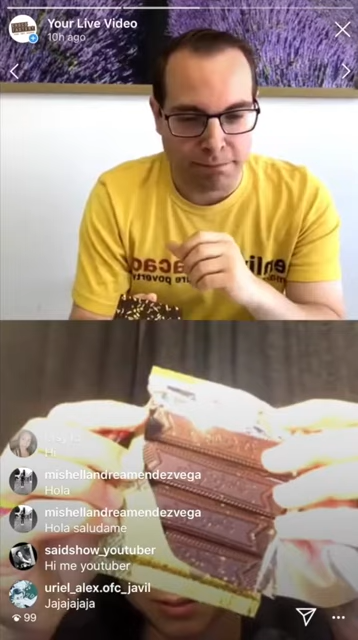 Your Live Video
10h ago
Hi
mishellandreamendezvega
Hola
mishellandreamendezvega
Hola saludame
saidshow_youtuber
Hi me youtuber
uriel_alex.ofc_javil
Jajajajaja
99